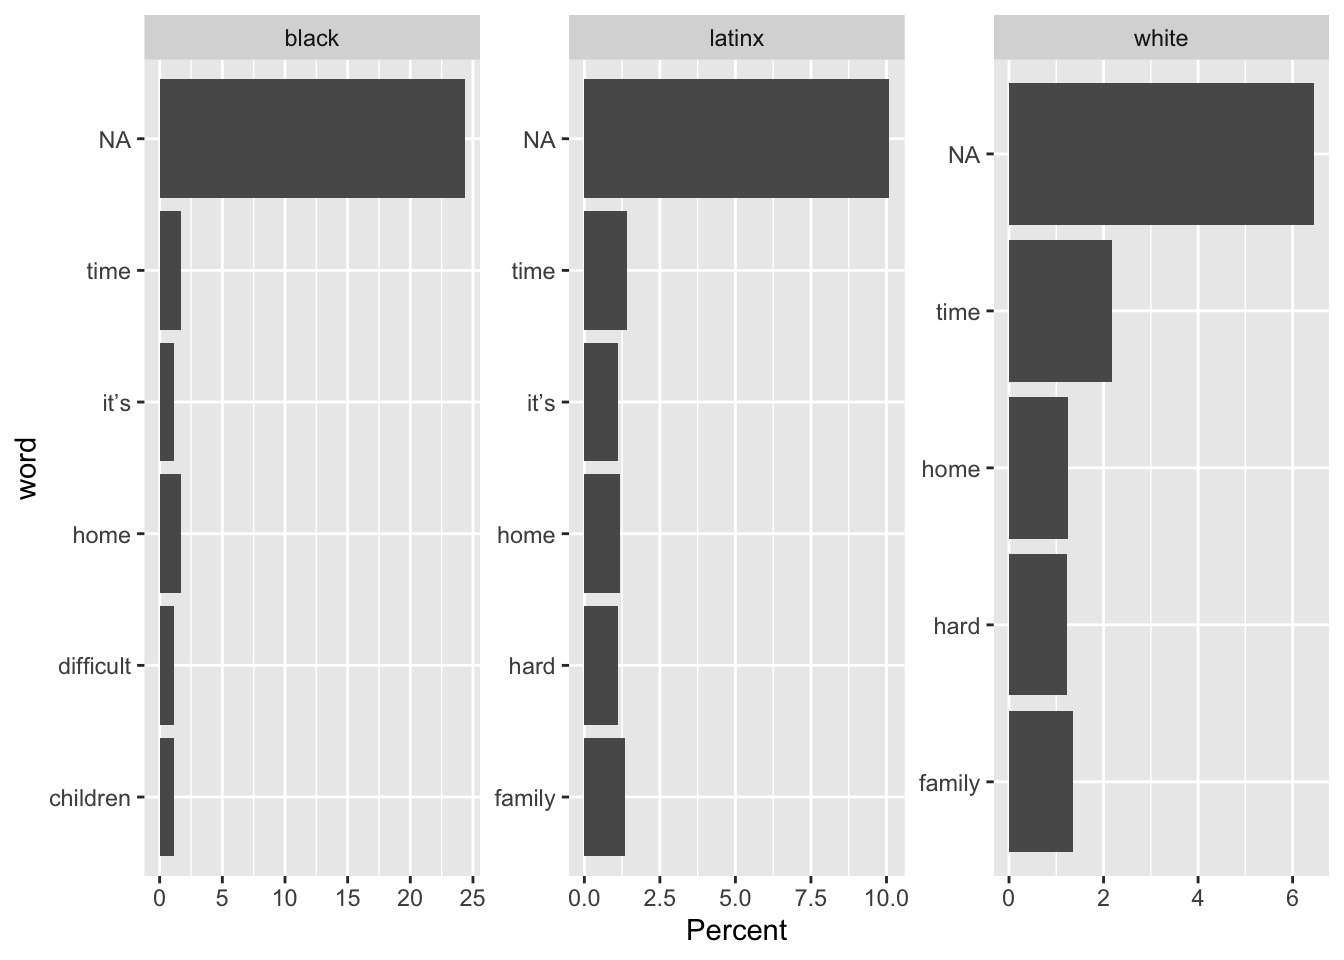 black
latinx
white
word
NA
time
it’s
home
difficult
children
0 5 10 15 20 25
NA
time
it’s
home
hard
family
0.0 2.5 5.0 7.5 10.0
NA
time
home
hard
family
0 2 4 6
Percent